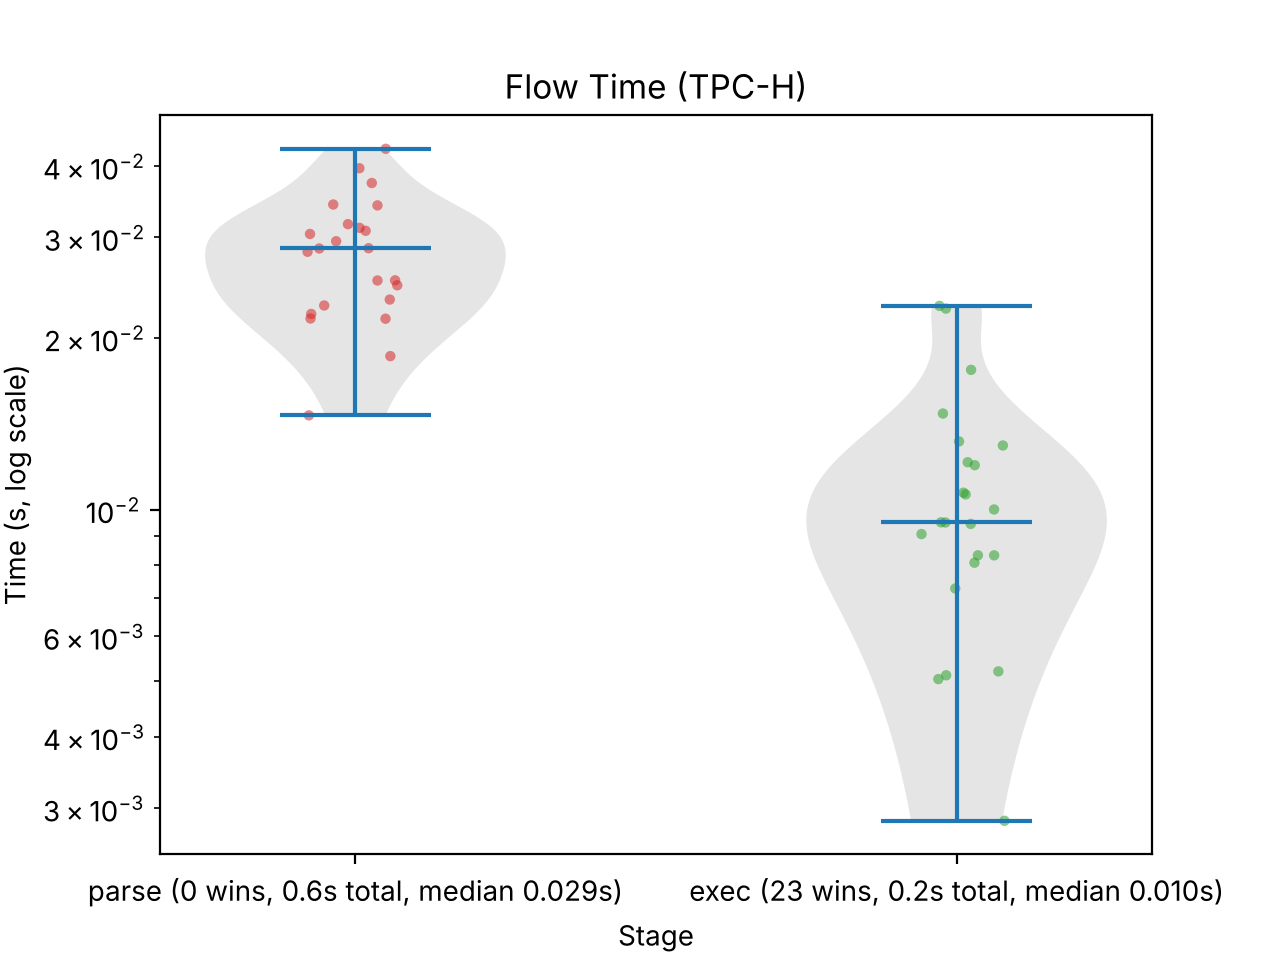 Flow Time (TPC-H)
Time (s, log scale)
4 × 10⁻²
3 × 10⁻²
2 × 10⁻²
10⁻²
6 × 10⁻³
4 × 10⁻³
3 × 10⁻³
parse (0 wins, 0.6s total, median 0.029s)
exec (23 wins, 0.2s total, median 0.010s)
Stage